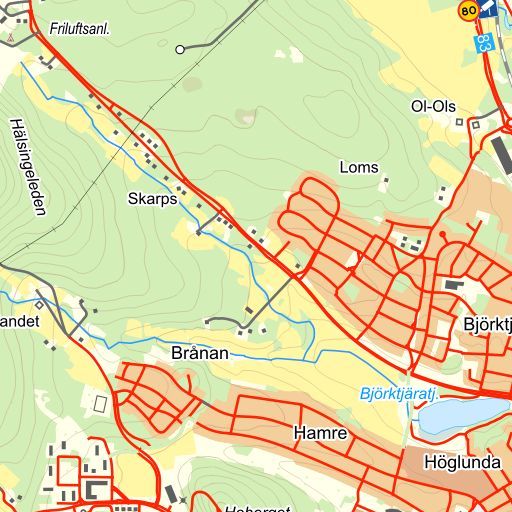 Friluftsanl.
80
83
Ol-Ols
Hälsingeleden
Loms
Skarps
andet
Björktj
Brånan
Björktjäratj.
Hamre
Höglunda